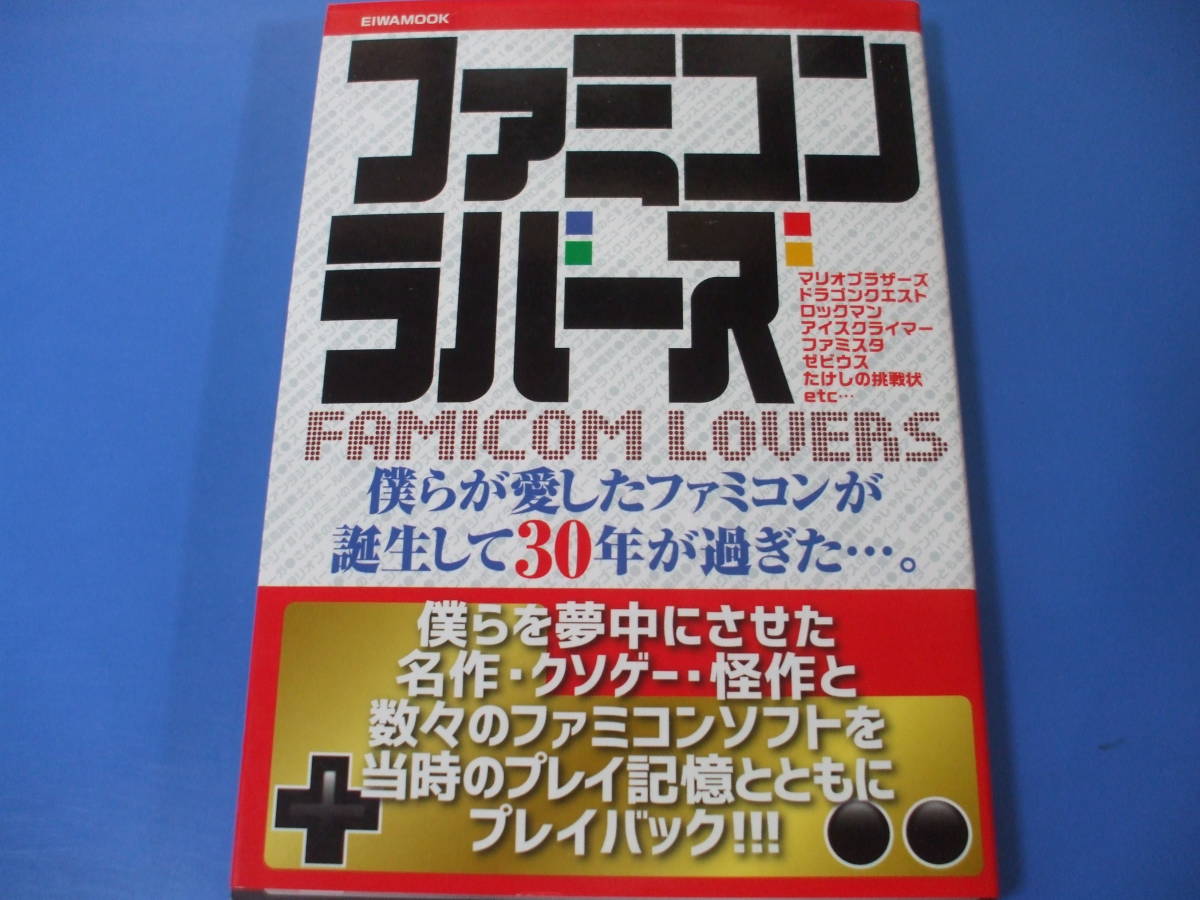 EIWAMOOK
ファミコン
ラバーズ
マリオブラザーズ
ドラゴンクエスト
ロックマン
アイスクライマー
ファミスタ
ゼビウス
たけしの挑戦状
etc…
FAMICOM LOVERS
僕らが愛したファミコンが
誕生して30年が過ぎた…。
僕らを夢中にさせた
名作・クソゲー・怪作と
数々のファミコンソフトを
当時のプレイ記憶とともに
プレイバック!!!